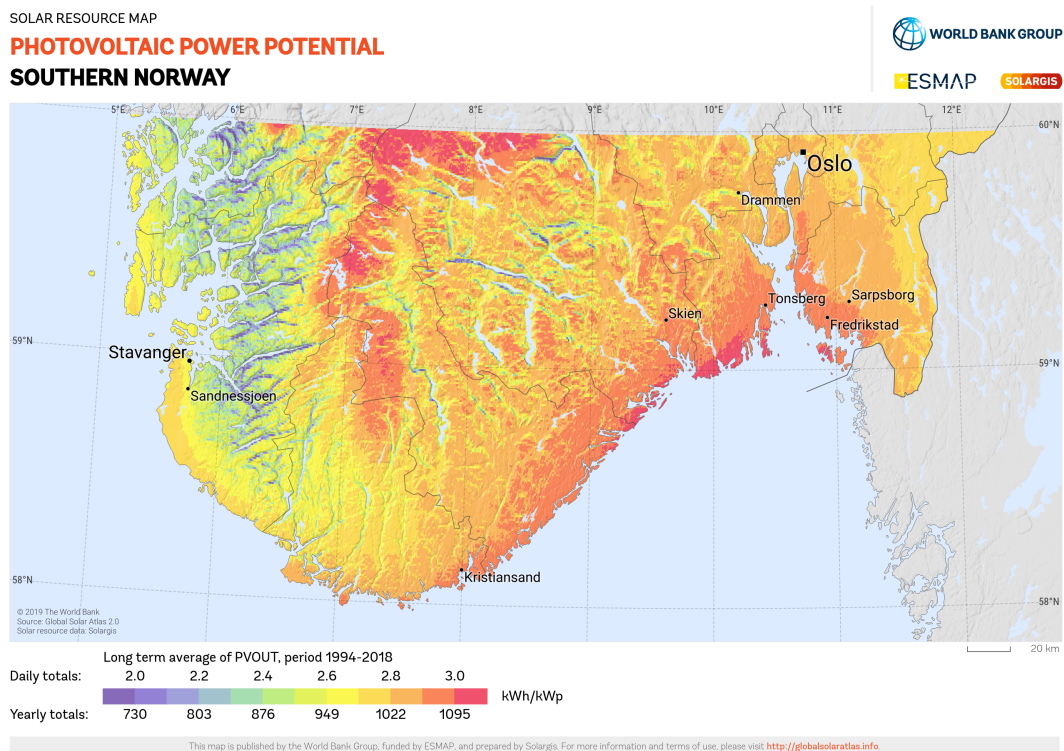 SOLAR RESOURCE MAP
PHOTOVOLTAIC POWER POTENTIAL
SOUTHERN NORWAY
WORLD BANK GROUP
ESMAP
SOLARGIS
5°E 6°E 7°E 8°E 9°E 10°E 11°E 12°E
60°N
Oslo
Drammen
Tonsberg
Sarpsborg
Skien
Fredrikstad
59°N
Stavanger
59°N
Sandnessjoen
58°N
Kristiansand
58°N
© 2019 The World Bank
Source: Global Solar Atlas 2.0
Solar resource data: Solargis
20 km
Long term average of PVOUT, period 1994-2018
Daily totals: 2.0 2.2 2.4 2.6 2.8 3.0
kWh/kWp
Yearly totals: 730 803 876 949 1022 1095
This map is published by the World Bank Group, funded by ESMAP, and prepared by Solargis. For more information and terms of use, please visit http://globalsolaratlas.info.